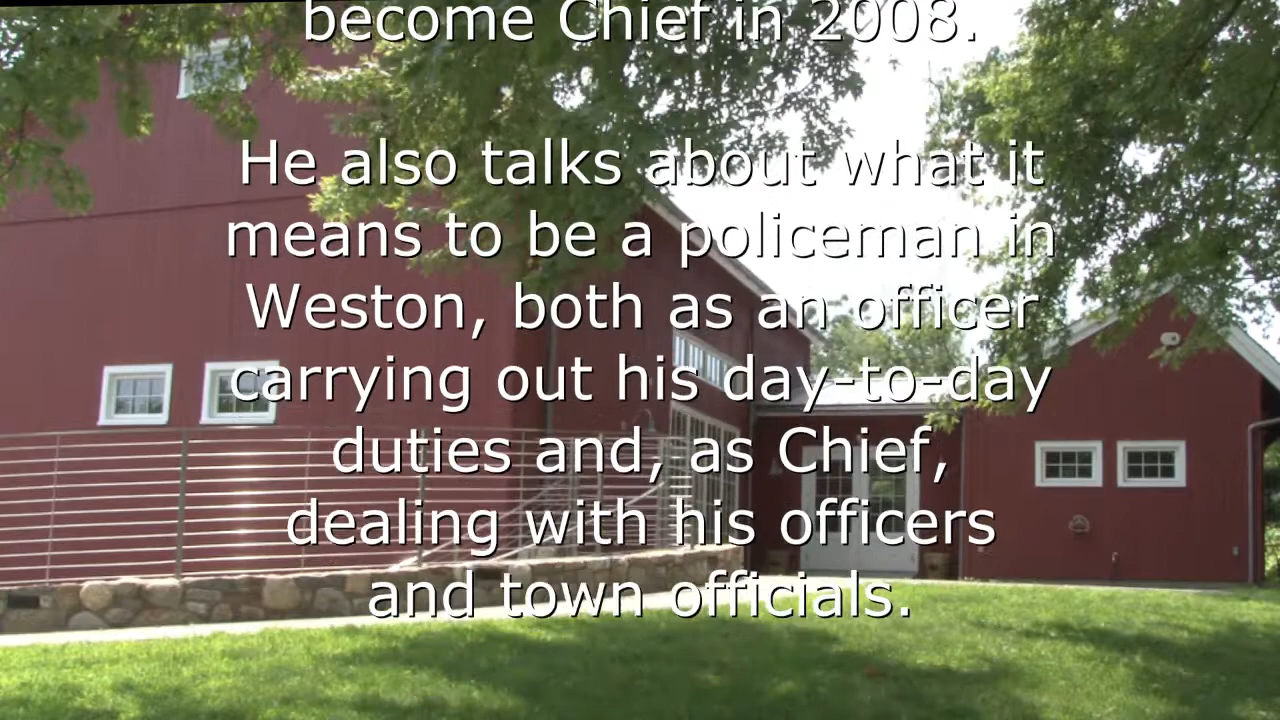 become Chief in 2008.
He also talks about what it
means to be a policeman in
Weston, both as an officer
carrying out his day-to-day
duties and, as Chief,
dealing with his officers
and town officials.